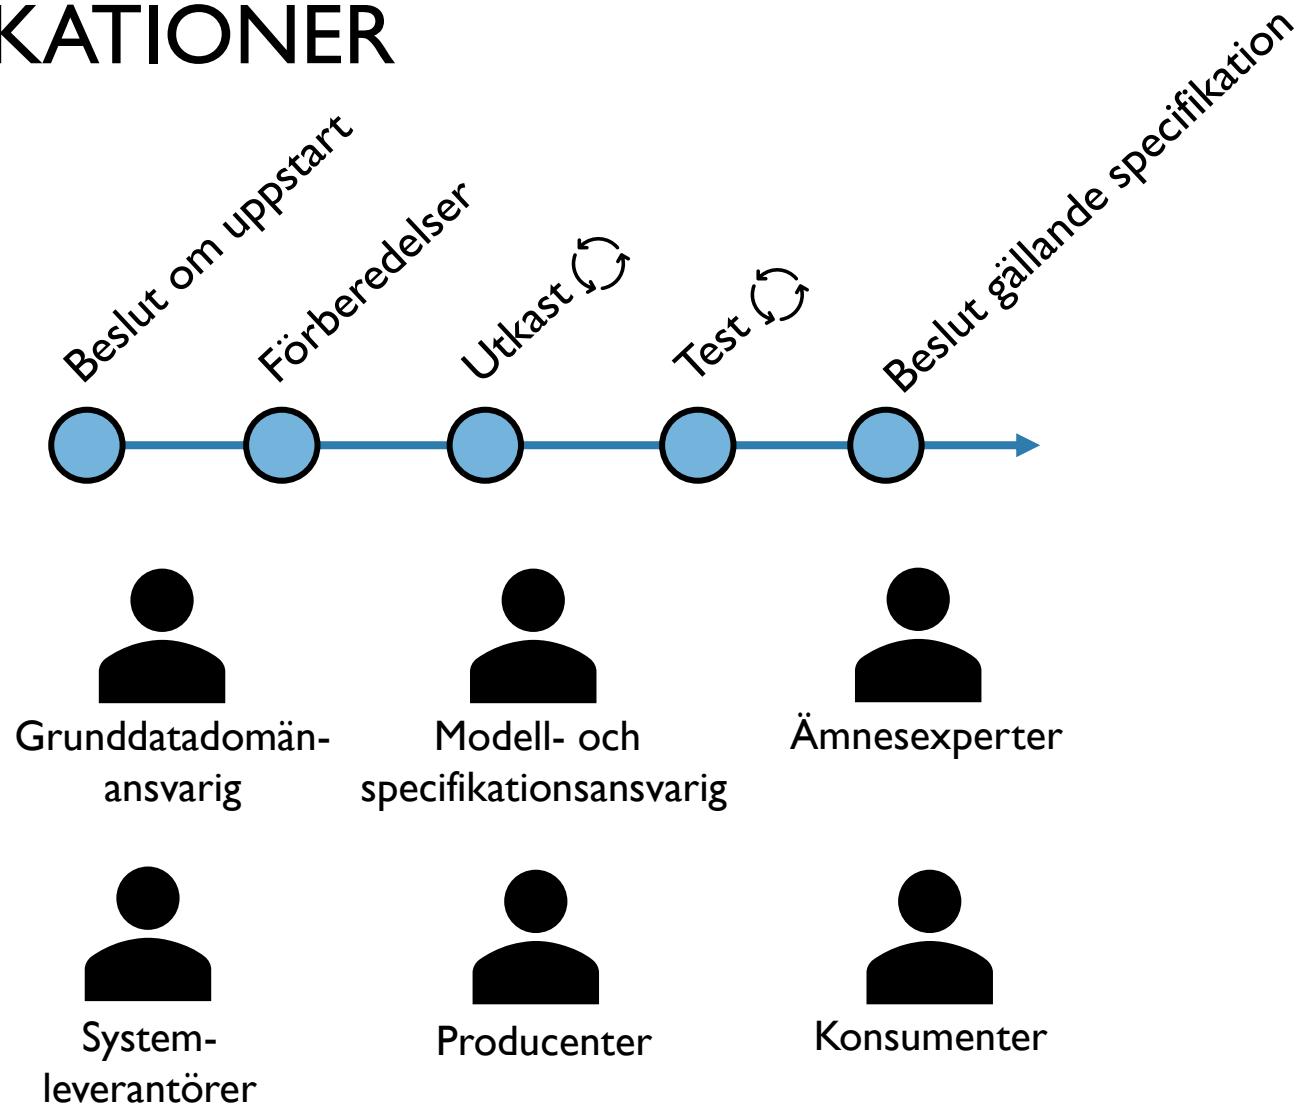 KATIONER
Beslut om uppstart
Förberedelser
Utkast
Test
Beslut gällande specifikation
Grunddatadomän-
ansvarig
Modell- och
specifikationsansvarig
Ämnesexperter
System-
leverantörer
Producenter
Konsumenter